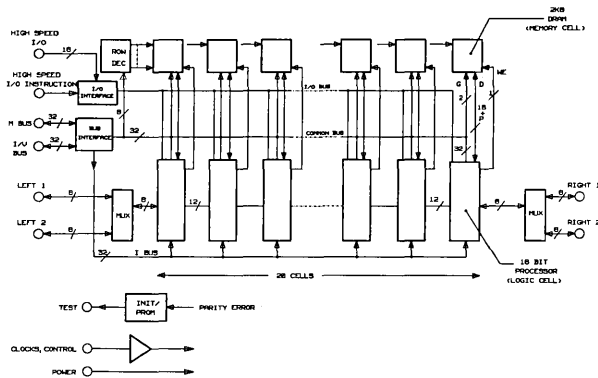 HIGH SPEED
I/O
16
ROW
DEC
2KB
DRAM
(MEMORY CELL)
HIGH SPEED
I/O INSTRUCTION
I/O
INTERFACE
I/O BUS
8
G
D
WE
2
1
16
+
P
M BUS
32
I/V
BUS
32
BUS
INTERFACE
32
COMMON BUS
32
LEFT 1
8
LEFT 2
8
MUX
8
12
12
8
MUX
8
RIGHT 1
8
RIGHT 2
32
I BUS
20 CELLS
16 BIT
PROCESSOR
(LOGIC CELL)
TEST
INIT/
PROM
PARITY ERROR
CLOCKS, CONTROL
POWER